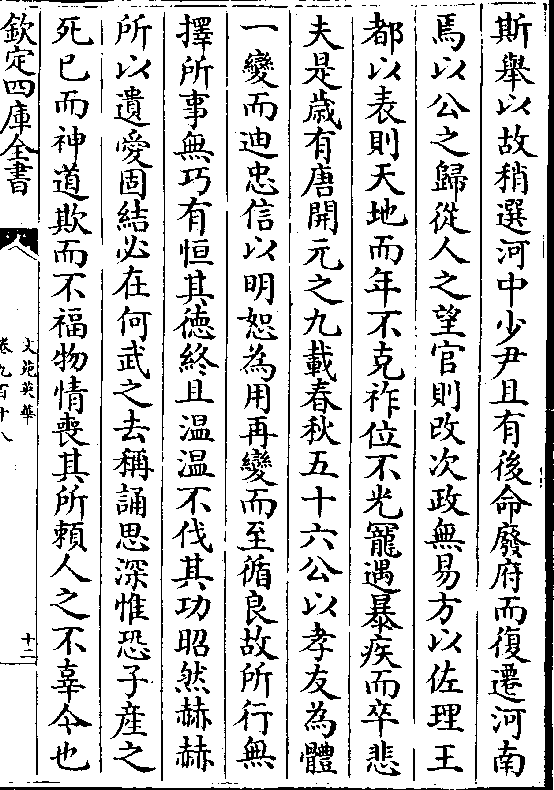 斯舉以故稍選河中少尹且有後命廢府而復遷河南
焉以公之歸從人之望官則改次政無易方以佐理王
都以表則天地而年不克祚位不光寵遇暴疾而卒悲
夫是歳有唐開元之九載春秋五十六公以孝友為體
一變而迪忠信以明恕為用再變而至循良故所行無
擇所事無巧有恒其徳終且温温不伐其功昭然赫赫
所以遺愛固結必在何武之去稱誦思深惟恐子産之
死已而神道欺而不福物情喪其所賴人之不辜今也
欽定四庫全書
文苑英華
卷九百十八
十二